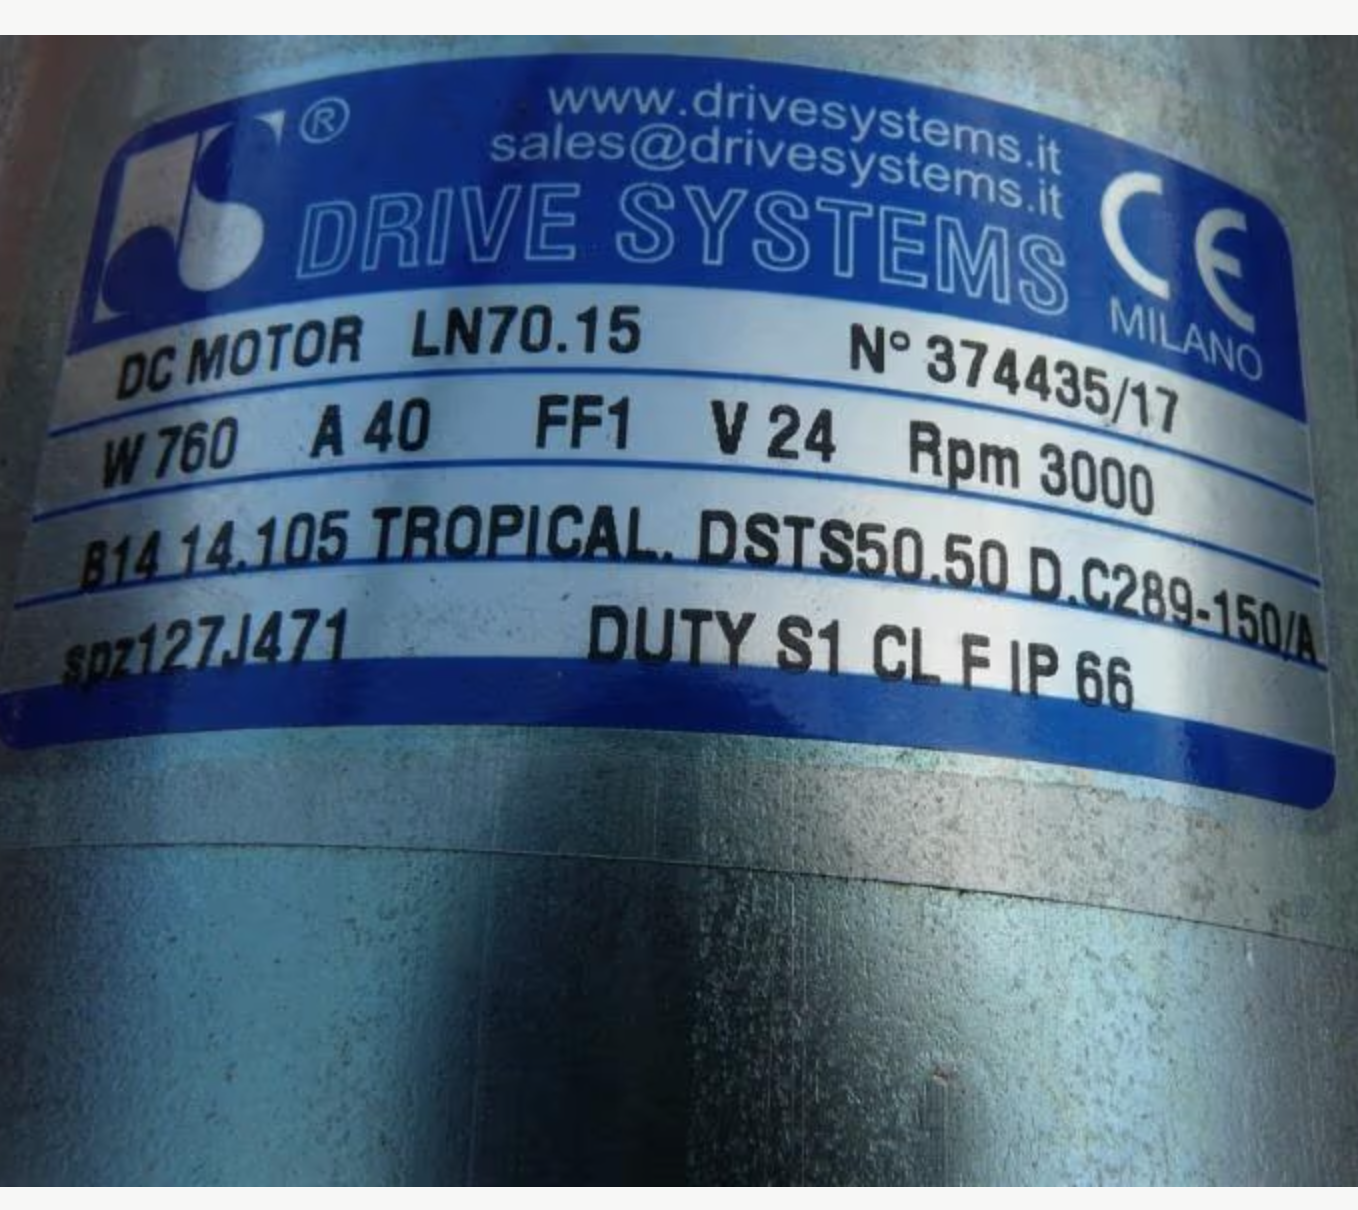 ®
www.drivesystems.it
sales@drivesystems.it
DRIVE SYSTEMS
CE
MILANO
DC MOTOR LN70.15 N° 374435/17
W 760 A 40 FF1 V 24 Rpm 3000
B14 14.105 TROPICAL. DSTS50.50 D.C289-150/A
spz127J471 DUTY S1 CL F IP 66